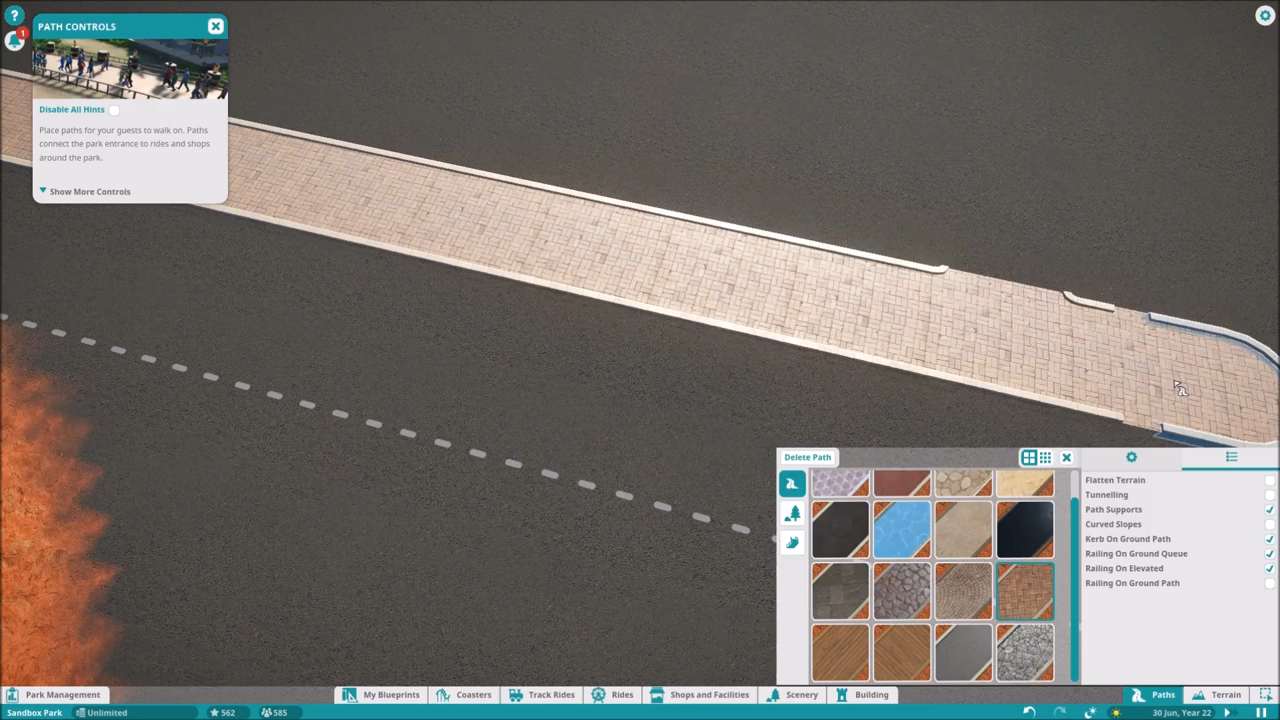 ?
1
PATH CONTROLS
Disable All Hints
Place paths for your guests to walk on. Paths
connect the park entrance to rides and shops
around the park.
Show More Controls
Delete Path
Flatten Terrain
Tunnelling
Path Supports
Curved Slopes
Kerb On Ground Path
Railing On Ground Queue
Railing On Elevated
Railing On Ground Path
Park Management
My Blueprints
Coasters
Track Rides
Rides
Shops and Facilities
Scenery
Building
Paths
Terrain
Sandbox Park
Unlimited
562
585
30 Jun, Year 22